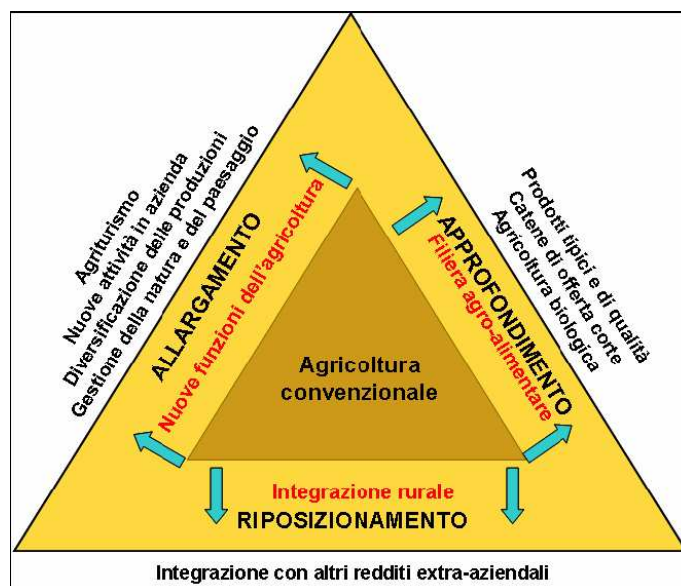 Agriturismo
Nuove attività in azienda
Diversificazione delle produzioni
Gestione della natura e del paesaggio
ALLARGAMENTO
Nuove funzioni dell'agricoltura
Prodotti tipici e di qualità
Catene di offerta corte
Agricoltura biologica
APPROFONDIMENTO
Filiera agro-alimentare
Agricoltura
convenzionale
Integrazione rurale
RIPOSIZIONAMENTO
Integrazione con altri redditi extra-aziendali